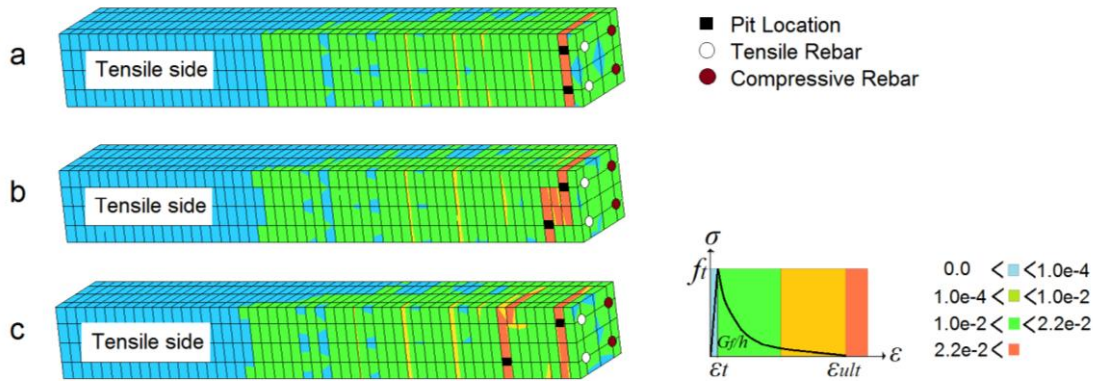 a
Tensile side
b
Tensile side
c
Tensile side
Pit Location
Tensile Rebar
Compressive Rebar
σ
ft
Gf/h
εt
εult
ε
0.0 < <1.0e-4
1.0e-4< <1.0e-2
1.0e-2< <2.2e-2
2.2e-2<